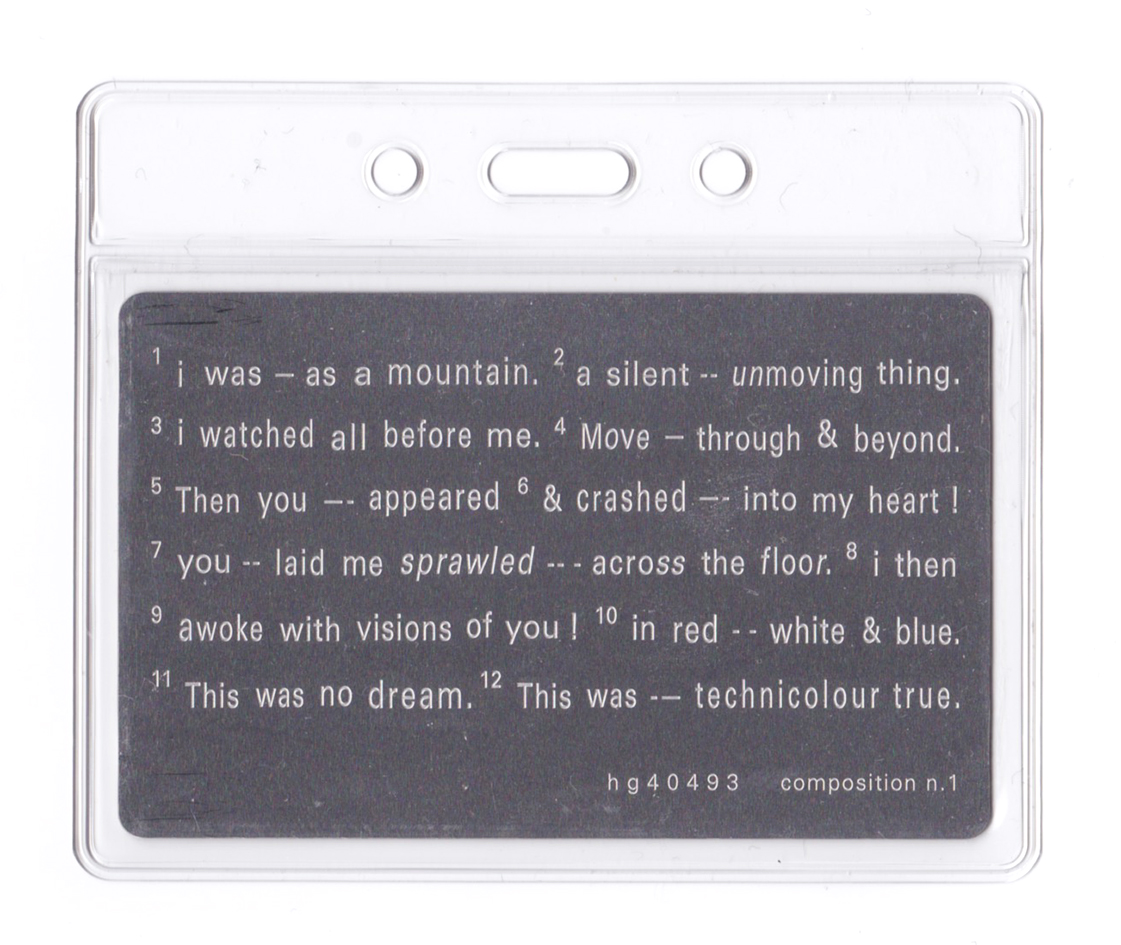 1 i was – as a mountain. 2 a silent -- unmoving thing.
3 i watched all before me. 4 Move – through & beyond.
5 Then you –- appeared 6 & crashed –- into my heart !
7 you -- laid me sprawled --- across the floor. 8 i then
9 awoke with visions of you ! 10 in red -- white & blue.
11 This was no dream. 12 This was -– technicolour true.
hg40493 composition n.1